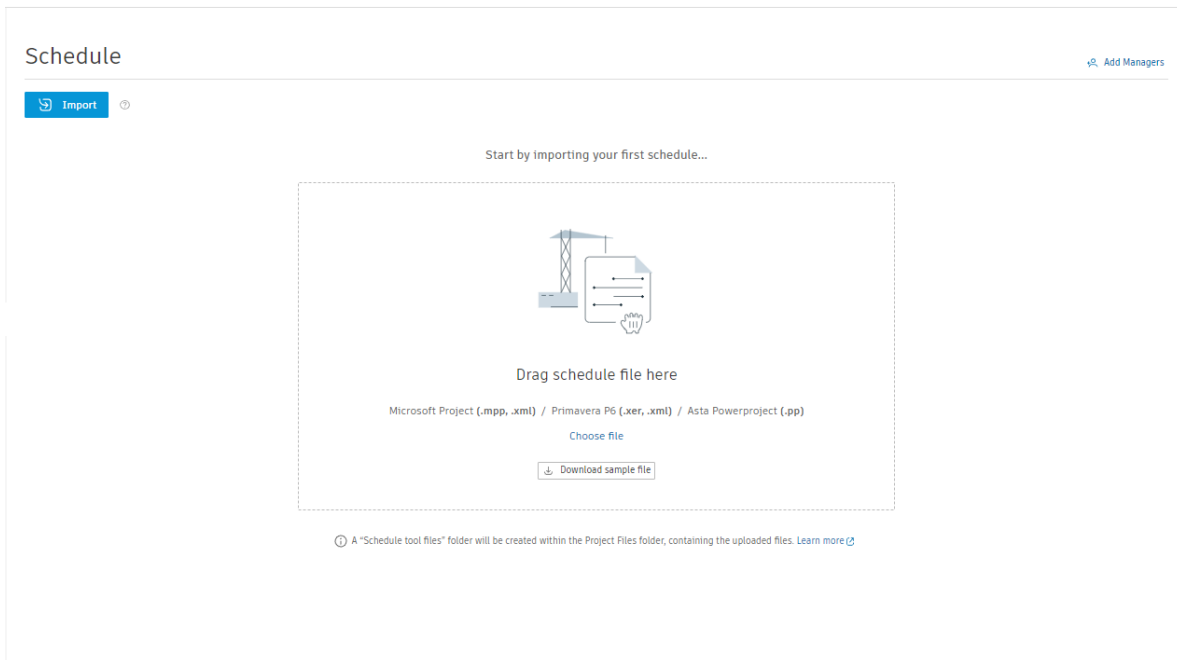 Schedule
Add Managers
Import
Start by importing your first schedule...
Drag schedule file here
Microsoft Project (.mpp, .xml) / Primavera P6 (.xer, .xml) / Asta Powerproject (.pp)
Choose file
Download sample file
A “Schedule tool files” folder will be created within the Project Files folder, containing the uploaded files. Learn more